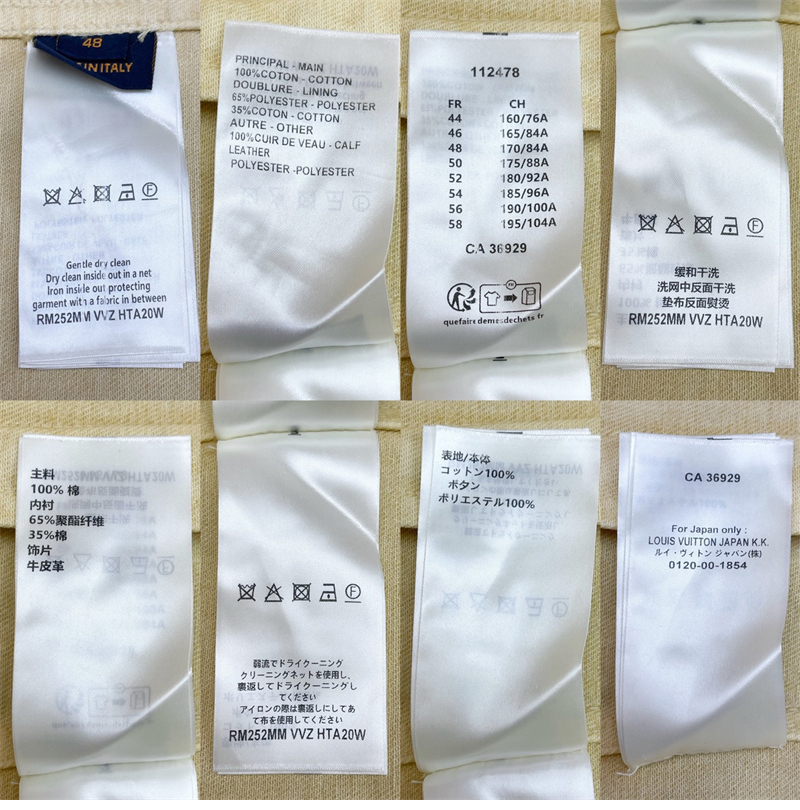 48
IN ITALY
Gentle dry clean
Dry clean inside out in a net
Iron inside out protecting
garment with a fabric in between
RM252MM VVZ HTA20W
PRINCIPAL - MAIN
100%COTON - COTTON
DOUBLURE - LINING
65%POLYESTER - POLYESTER
35%COTON - COTTON
AUTRE - OTHER
100%CUIR DE VEAU - CALF
LEATHER
POLYESTER -POLYESTER
112478
FR CH
44 160/76A
46 165/84A
48 170/84A
50 175/88A
52 180/92A
54 185/96A
56 190/100A
58 195/104A
CA 36929
FR
quefairedemesdechets.fr
缓和干洗
洗网中反面干洗
垫布反面熨烫
RM252MM VVZ HTA20W
主料
100% 棉
内衬
65%聚酯纤维
35%棉
饰片
牛皮革
弱流でドライクーニング
クリーニングネットを使用し、
裏返してドライクーニングし
てください
アイロンの際は裏返しにしてあ
て布を使用してください
RM252MM VVZ HTA20W
表地/本体
コットン100%
ボタン
ポリエステル100%
CA 36929
For Japan only :
LOUIS VUITTON JAPAN K.K.
ルイ・ヴィトン ジャパン(株)
0120-00-1854